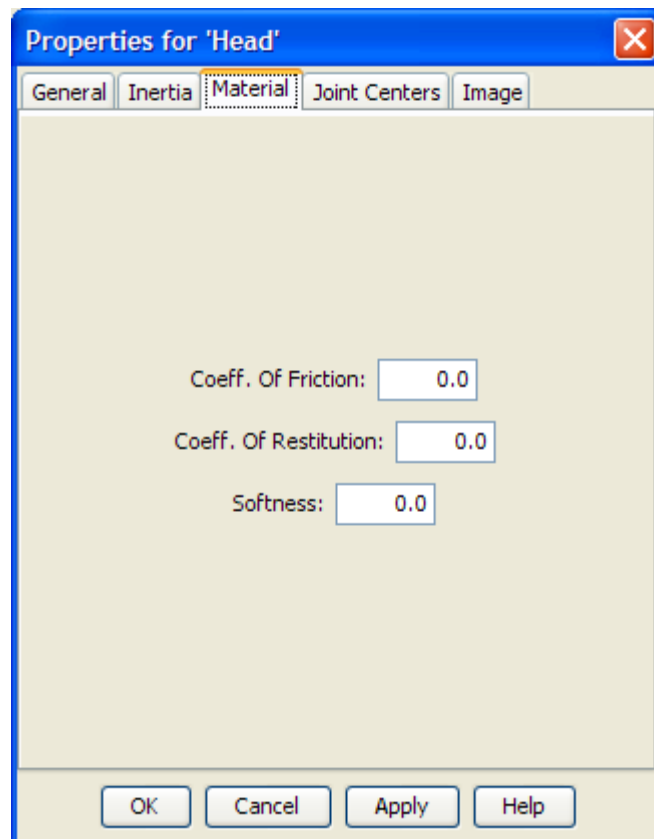 Properties for 'Head'
General Inertia Material Joint Centers Image
Coeff. Of Friction: 0.0
Coeff. Of Restitution: 0.0
Softness: 0.0
OK Cancel Apply Help